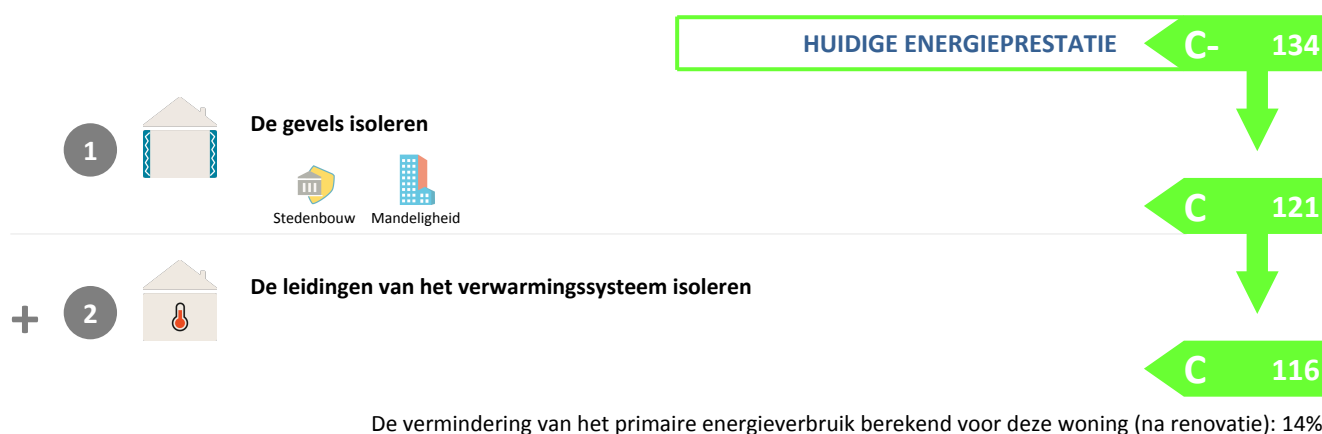 HUIDIGE ENERGIEPRESTATIE C- 134
1 De gevels isoleren
Stedenbouw Mandeligheid
C 121
+ 2 De leidingen van het verwarmingssysteem isoleren
C 116
De vermindering van het primaire energieverbruik berekend voor deze woning (na renovatie): 14%